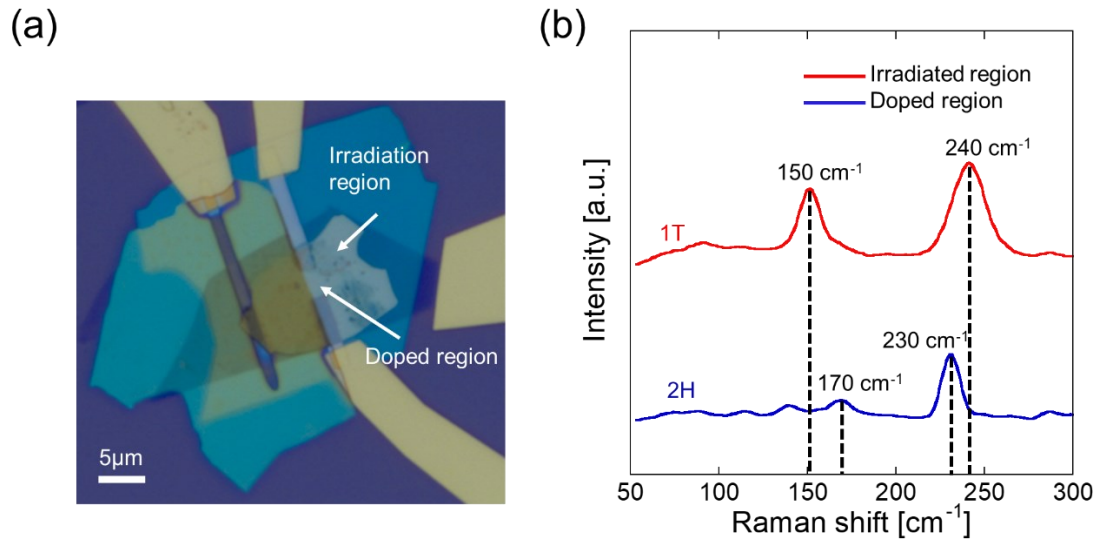 (a)
Irradiation
region
Doped region
5μm
(b)
Irradiated region
Doped region
240 cm⁻¹
150 cm⁻¹
1T
230 cm⁻¹
170 cm⁻¹
2H
Intensity [a.u.]
50 100 150 200 250 300
Raman shift [cm⁻¹]